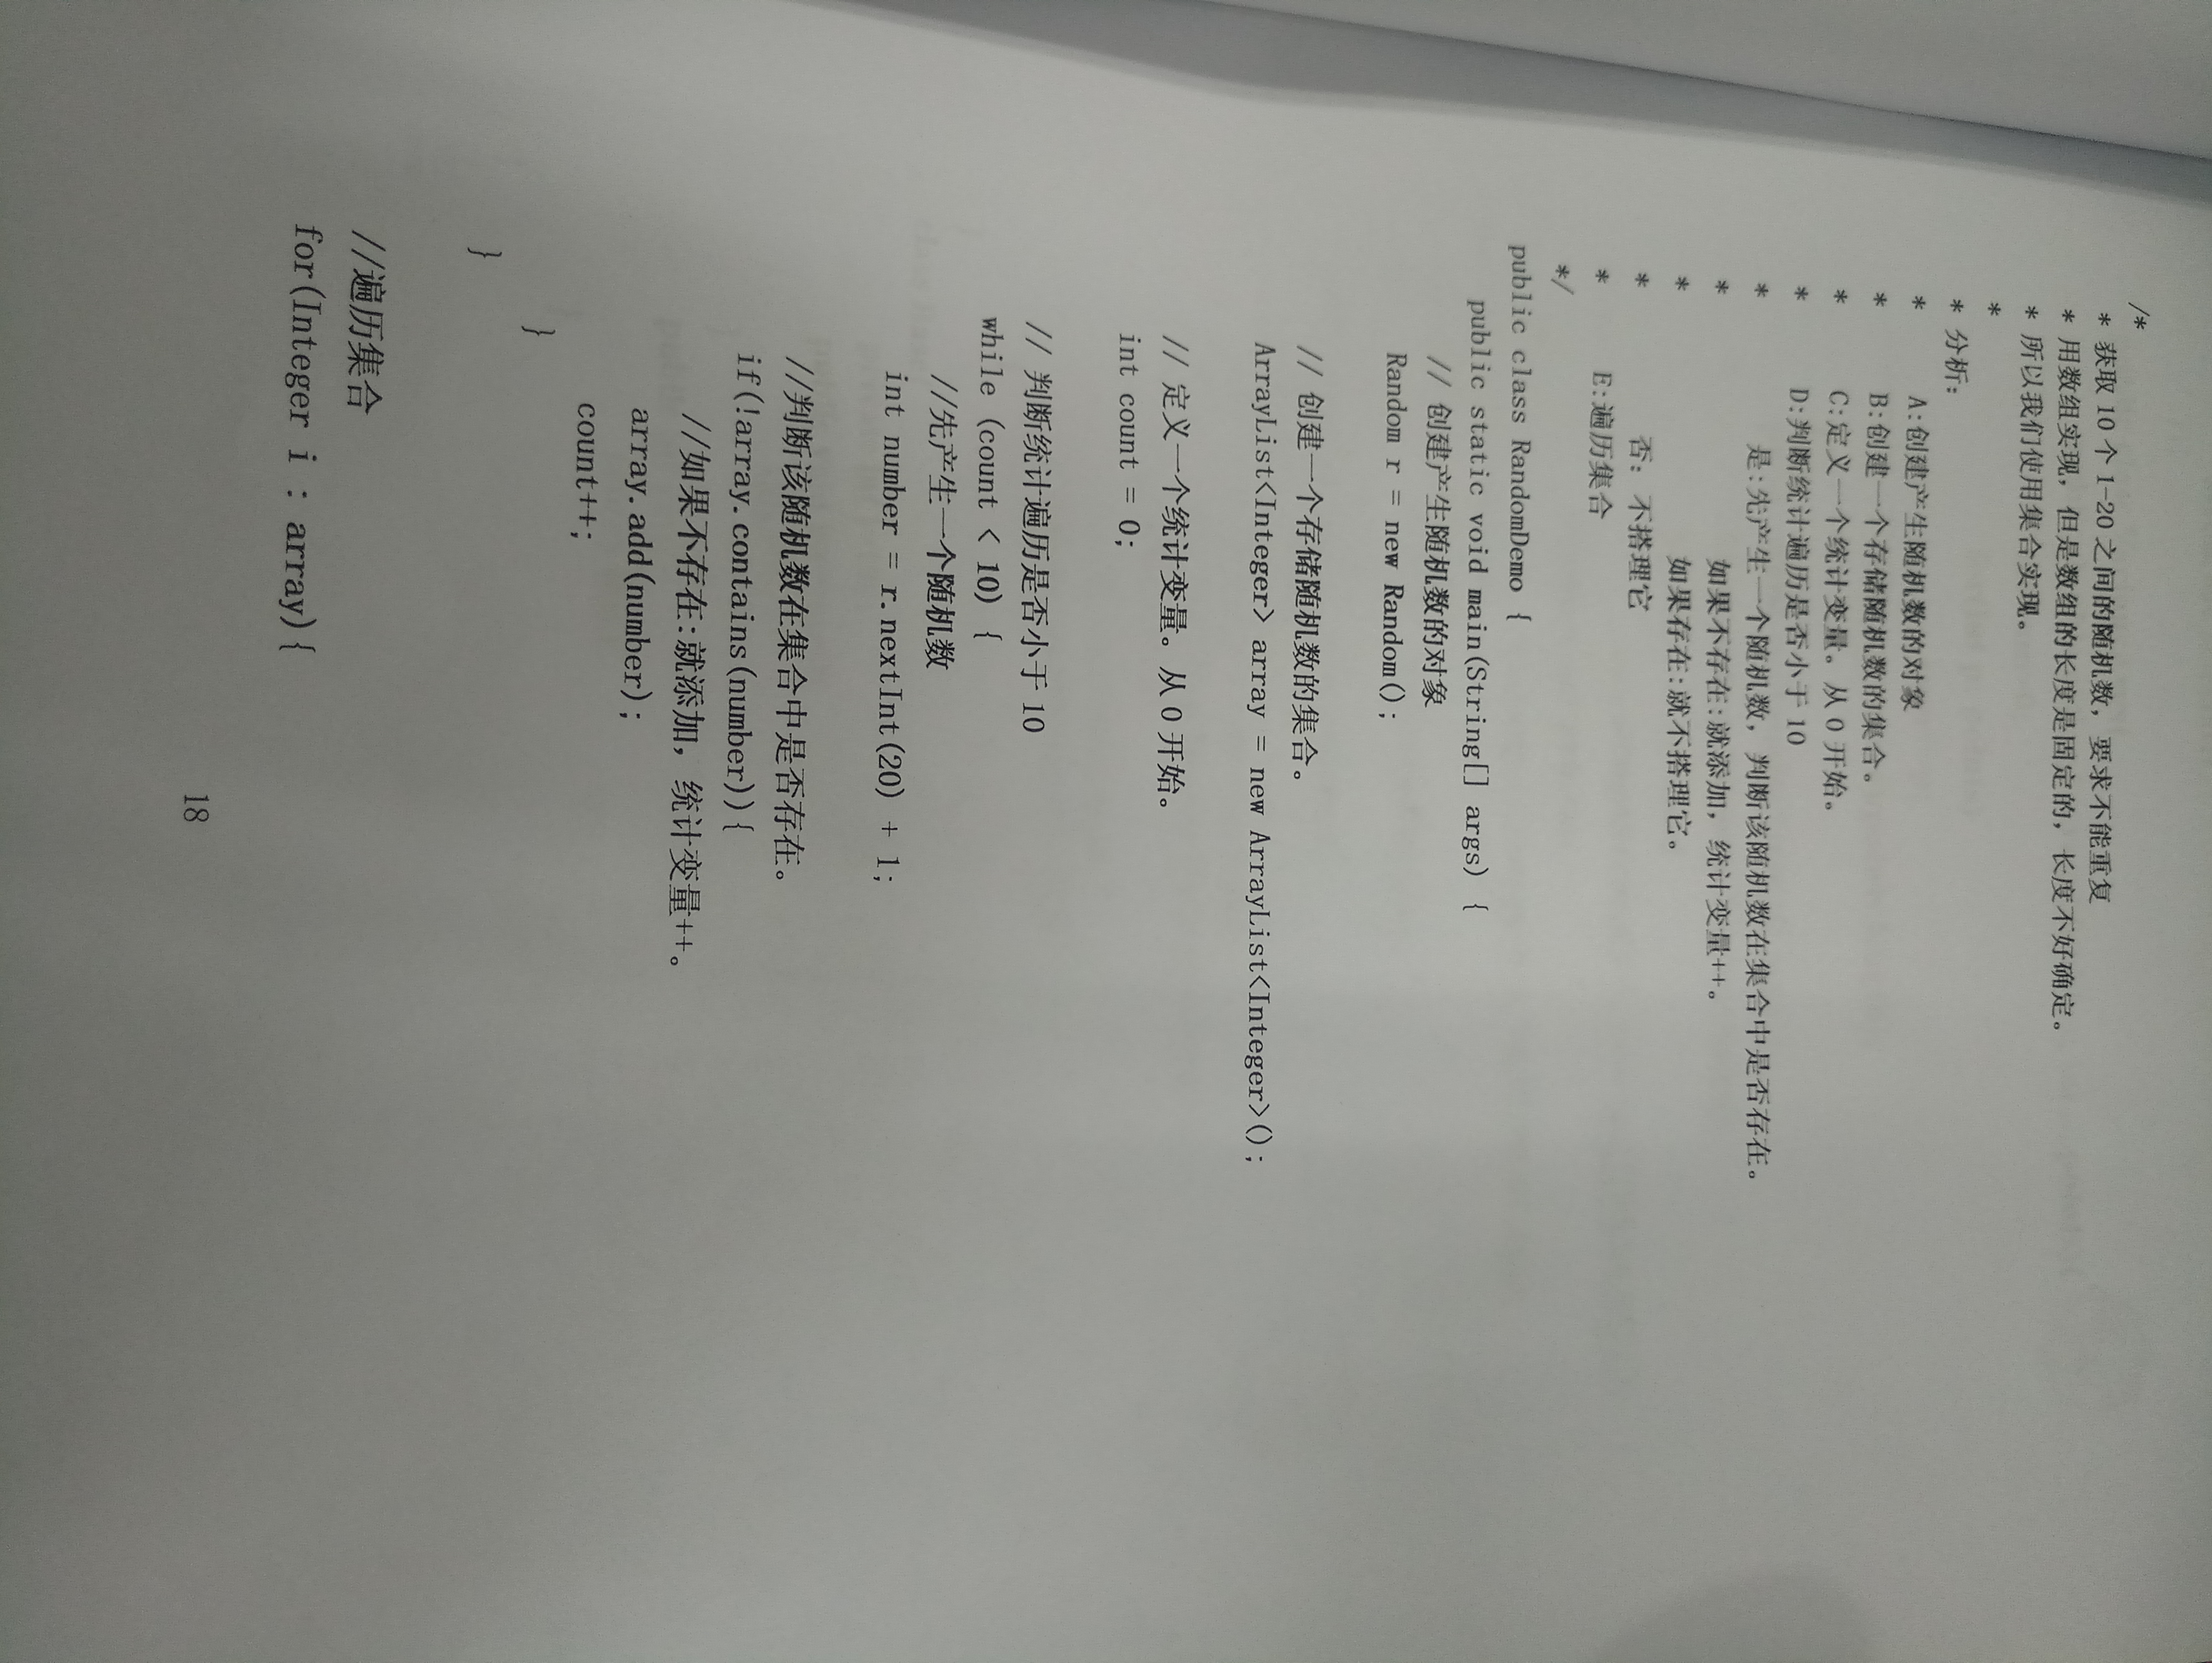 /*
 * 获取 10 个 1-20 之间的随机数，要求不能重复
 * 用数组实现，但是数组的长度是固定的，长度不好确定。
 * 所以我们使用集合实现。
 *
 * 分析：
 *      A:创建产生随机数的对象
 *      B:创建一个存储随机数的集合。
 *      C:定义一个统计变量。从 0 开始。
 *      D:判断统计遍历是否小于 10
 *          是:先产生一个随机数，判断该随机数在集合中是否存在。
 *                  如果不存在:就添加，统计变量++。
 *                  如果存在:就不搭理它。
 *          否：不搭理它
 *      E:遍历集合
 */
public class RandomDemo {
    public static void main(String[] args) {
        // 创建产生随机数的对象
        Random r = new Random();
        // 创建一个存储随机数的集合。
        ArrayList<Integer> array = new ArrayList<Integer>();
        // 定义一个统计变量。从 0 开始。
        int count = 0;
        // 判断统计遍历是否小于 10
        while (count < 10) {
            //先产生一个随机数
            int number = r.nextInt(20) + 1;
            //判断该随机数在集合中是否存在。
            if(!array.contains(number)){
                //如果不存在:就添加，统计变量++。
                array.add(number);
                count++;
            }
        }
        //遍历集合
        for(Integer i : array){
18